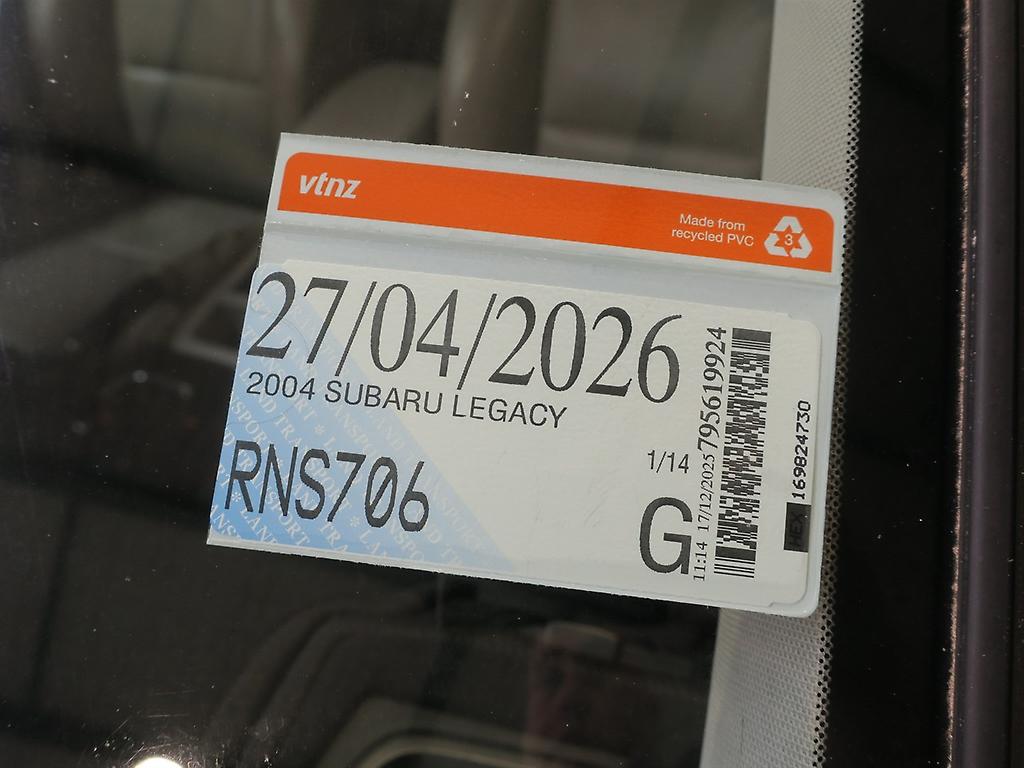 vtnz
Made from
recycled PVC
3
27/04/2026
2004 SUBARU LEGACY
RNS706
1/14
G
11:14 17/12/2025 795619924
169824730